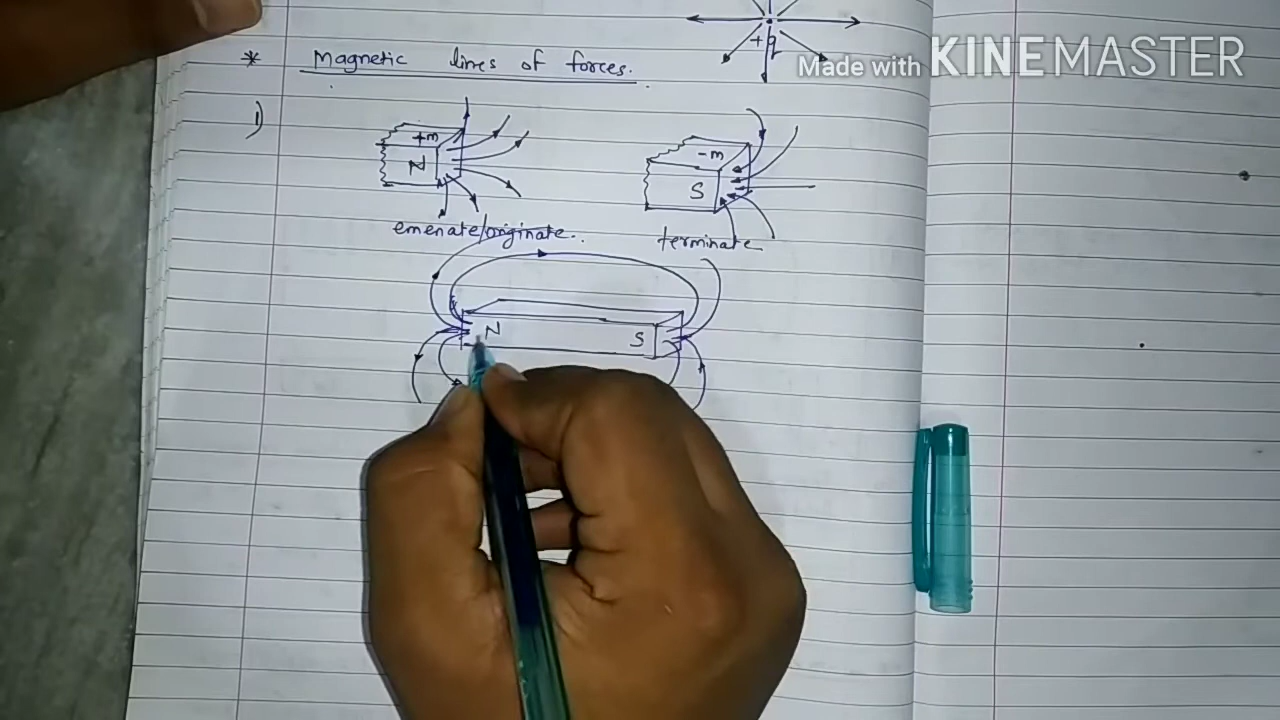 +q
Made with KINEMASTER
* Magnetic lines of forces.
1)
+m
N
-m
S
emenate/originate.
terminate
N
S